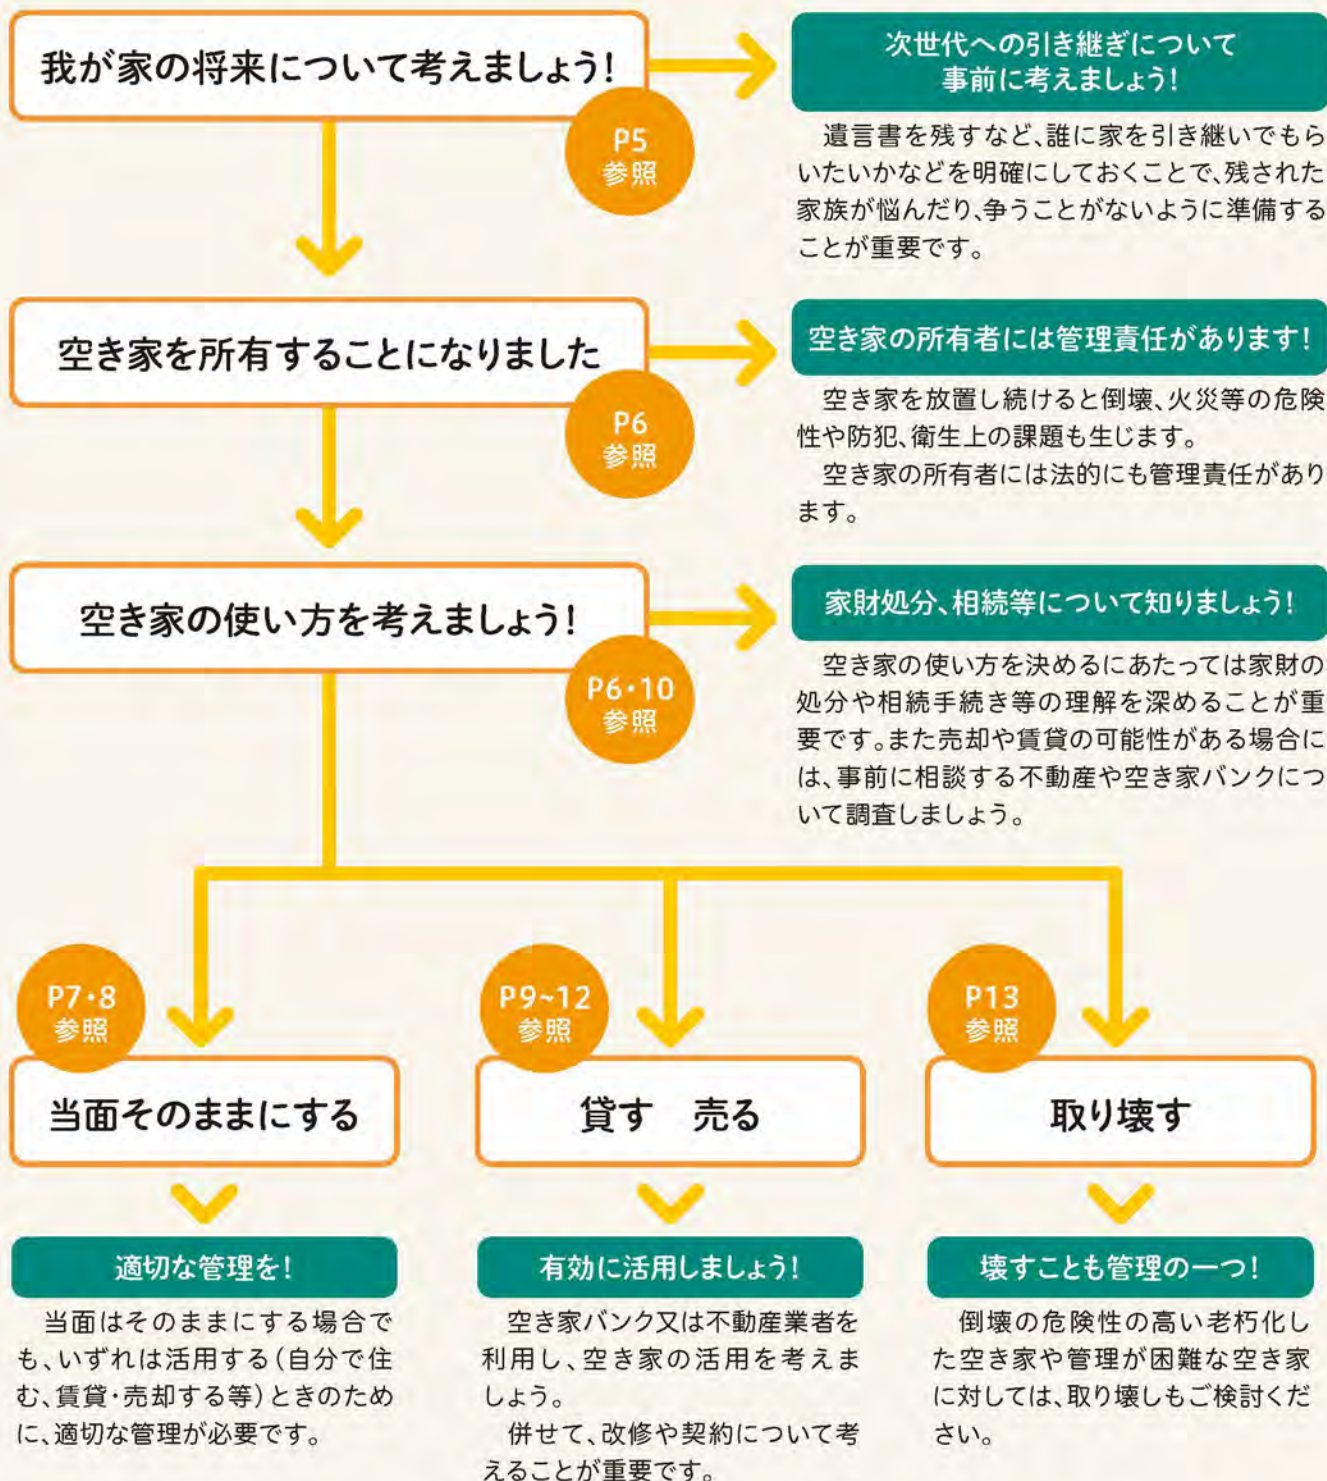 我が家の将来について考えましょう!
P5
参照
次世代への引き継ぎについて
事前に考えましょう!
　遺言書を残すなど、誰に家を引き継いでもら
いたいかなどを明確にしておくことで、残された
家族が悩んだり、争うことがないように準備する
ことが重要です。
空き家を所有することになりました
P6
参照
空き家の所有者には管理責任があります!
　空き家を放置し続けると倒壊、火災等の危険
性や防犯、衛生上の課題も生じます。
　空き家の所有者には法的にも管理責任があり
ます。
空き家の使い方を考えましょう!
P6・10
参照
家財処分、相続等について知りましょう!
　空き家の使い方を決めるにあたっては家財の
処分や相続手続き等の理解を深めることが重
要です。また売却や賃貸の可能性がある場合に
は、事前に相談する不動産や空き家バンクにつ
いて調査しましょう。
P7・8
参照
当面そのままにする
適切な管理を!
　当面はそのままにする場合で
も、いずれは活用する(自分で住
む、賃貸・売却する等)ときのため
に、適切な管理が必要です。
P9~12
参照
貸す　売る
有効に活用しましょう!
　空き家バンク又は不動産業者を
利用し、空き家の活用を考えま
しょう。
　併せて、改修や契約について考
えることが重要です。
P13
参照
取り壊す
壊すことも管理の一つ!
　倒壊の危険性の高い老朽化し
た空き家や管理が困難な空き家
に対しては、取り壊しもご検討くだ
さい。